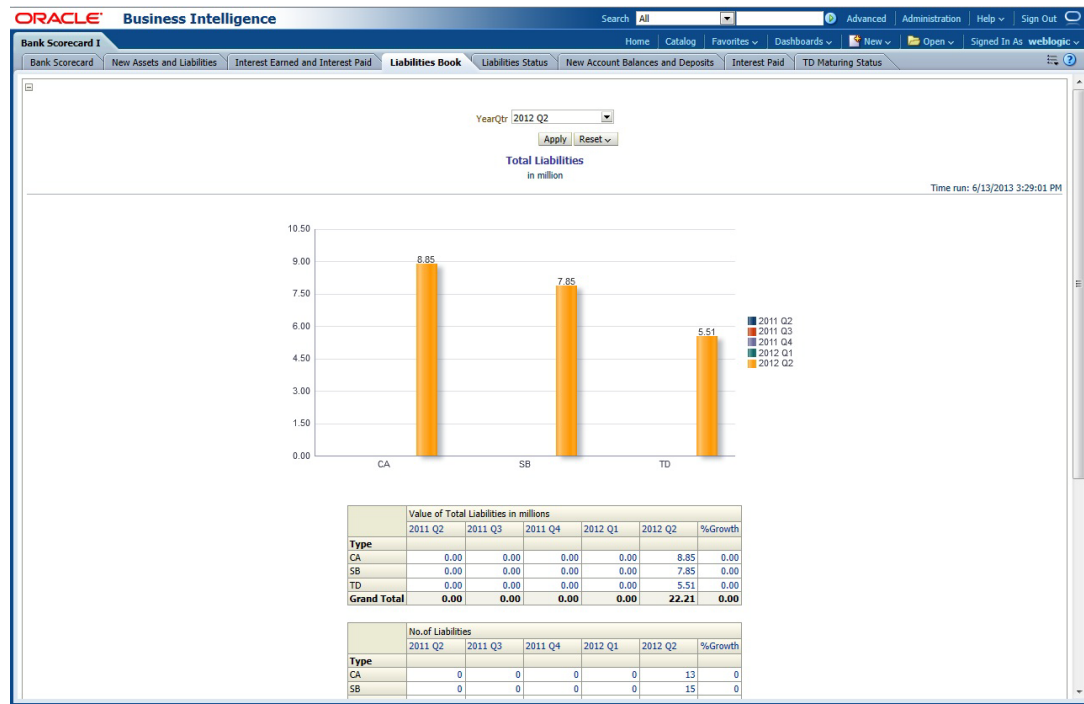 ORACLE Business Intelligence Search All Advanced Administration Help Sign Out
Bank Scorecard I Home Catalog Favorites Dashboards New Open Signed In As weblogic
Bank Scorecard New Assets and Liabilities Interest Earned and Interest Paid Liabilities Book Liabilities Status New Account Balances and Deposits Interest Paid TD Maturing Status
YearQtr 2012 Q2
Apply Reset
Total Liabilities
in million
Time run: 6/13/2013 3:29:01 PM
10.50
9.00
7.50
6.00
4.50
3.00
1.50
0.00
8.85
7.85
5.51
CA SB TD
2011 Q2
2011 Q3
2011 Q4
2012 Q1
2012 Q2
Value of Total Liabilities in millions
2011 Q2 2011 Q3 2011 Q4 2012 Q1 2012 Q2 %Growth
Type
CA 0.00 0.00 0.00 0.00 8.85 0.00
SB 0.00 0.00 0.00 0.00 7.85 0.00
TD 0.00 0.00 0.00 0.00 5.51 0.00
Grand Total 0.00 0.00 0.00 0.00 22.21 0.00
No.of Liabilities
2011 Q2 2011 Q3 2011 Q4 2012 Q1 2012 Q2 %Growth
Type
CA 0 0 0 0 13 0
SB 0 0 0 0 15 0